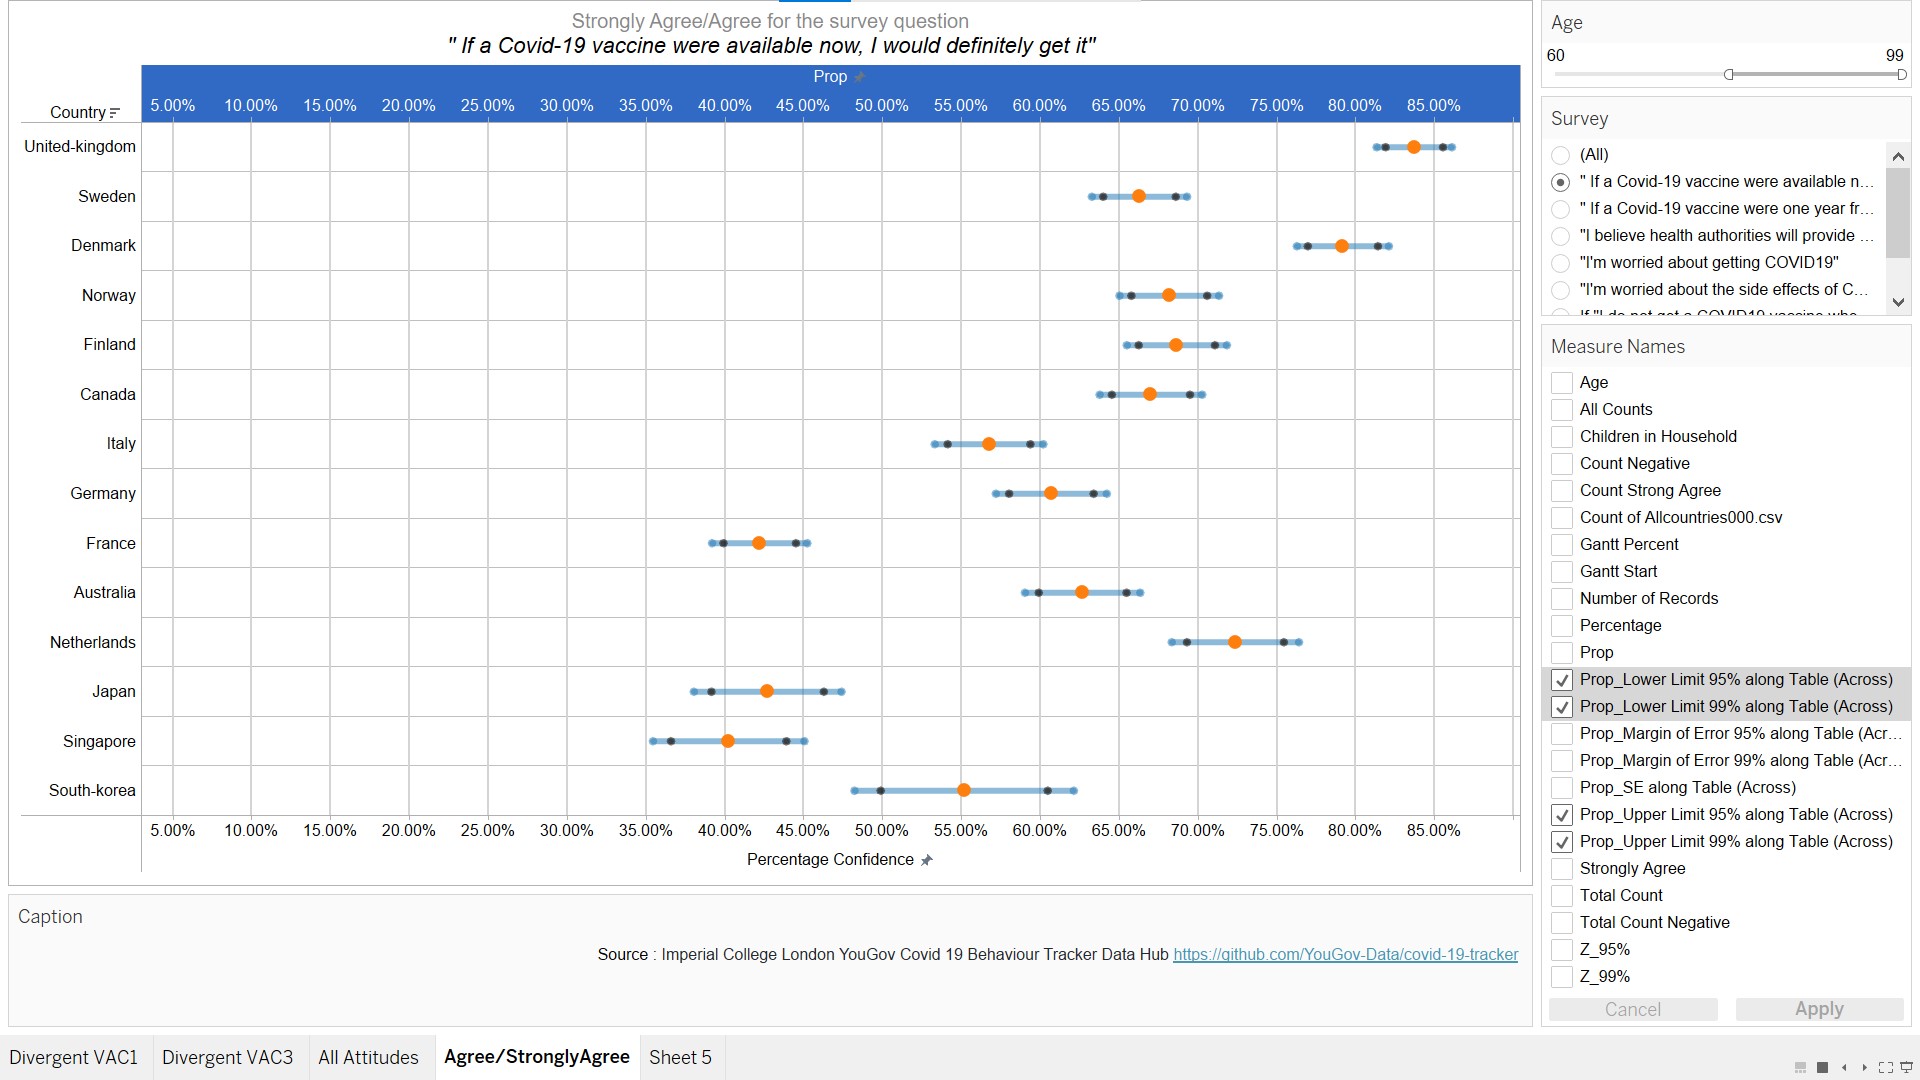 Strongly Agree/Agree for the survey question
" If a Covid-19 vaccine were available now, I would definitely get it"
Prop
Country
5.00% 10.00% 15.00% 20.00% 25.00% 30.00% 35.00% 40.00% 45.00% 50.00% 55.00% 60.00% 65.00% 70.00% 75.00% 80.00% 85.00%
United-kingdom
Sweden
Denmark
Norway
Finland
Canada
Italy
Germany
France
Australia
Netherlands
Japan
Singapore
South-korea
5.00% 10.00% 15.00% 20.00% 25.00% 30.00% 35.00% 40.00% 45.00% 50.00% 55.00% 60.00% 65.00% 70.00% 75.00% 80.00% 85.00%
Percentage Confidence
Caption
Source : Imperial College London YouGov Covid 19 Behaviour Tracker Data Hub https://github.com/YouGov-Data/covid-19-tracker
Age
60 99
Survey
(All)
" If a Covid-19 vaccine were available n...
" If a Covid-19 vaccine were one year fr...
"I believe health authorities will provide ...
"I'm worried about getting COVID19"
"I'm worried about the side effects of C...
If "I do not get a COVID19 vaccine whe...
Measure Names
Age
All Counts
Children in Household
Count Negative
Count Strong Agree
Count of Allcountries000.csv
Gantt Percent
Gantt Start
Number of Records
Percentage
Prop
Prop_Lower Limit 95% along Table (Across)
Prop_Lower Limit 99% along Table (Across)
Prop_Margin of Error 95% along Table (Acr...
Prop_Margin of Error 99% along Table (Acr...
Prop_SE along Table (Across)
Prop_Upper Limit 95% along Table (Across)
Prop_Upper Limit 99% along Table (Across)
Strongly Agree
Total Count
Total Count Negative
Z_95%
Z_99%
Cancel Apply
Divergent VAC1 Divergent VAC3 All Attitudes Agree/StronglyAgree Sheet 5